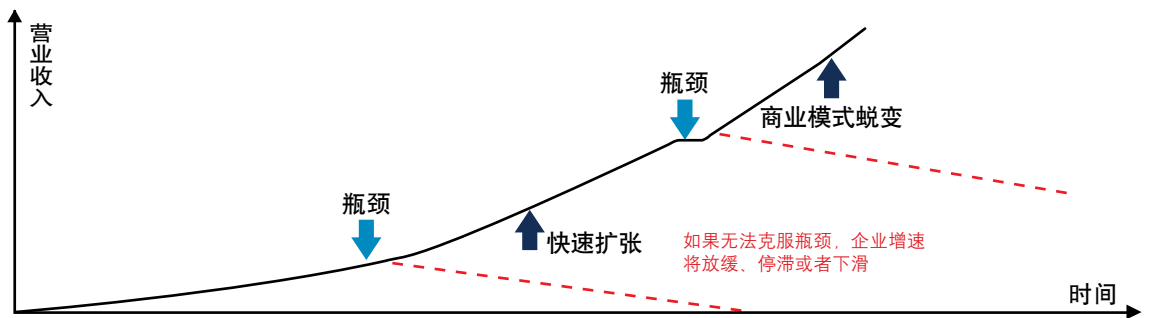 营业收入
瓶颈
商业模式蜕变
瓶颈
快速扩张
如果无法克服瓶颈，企业增速
将放缓、停滞或者下滑
时间